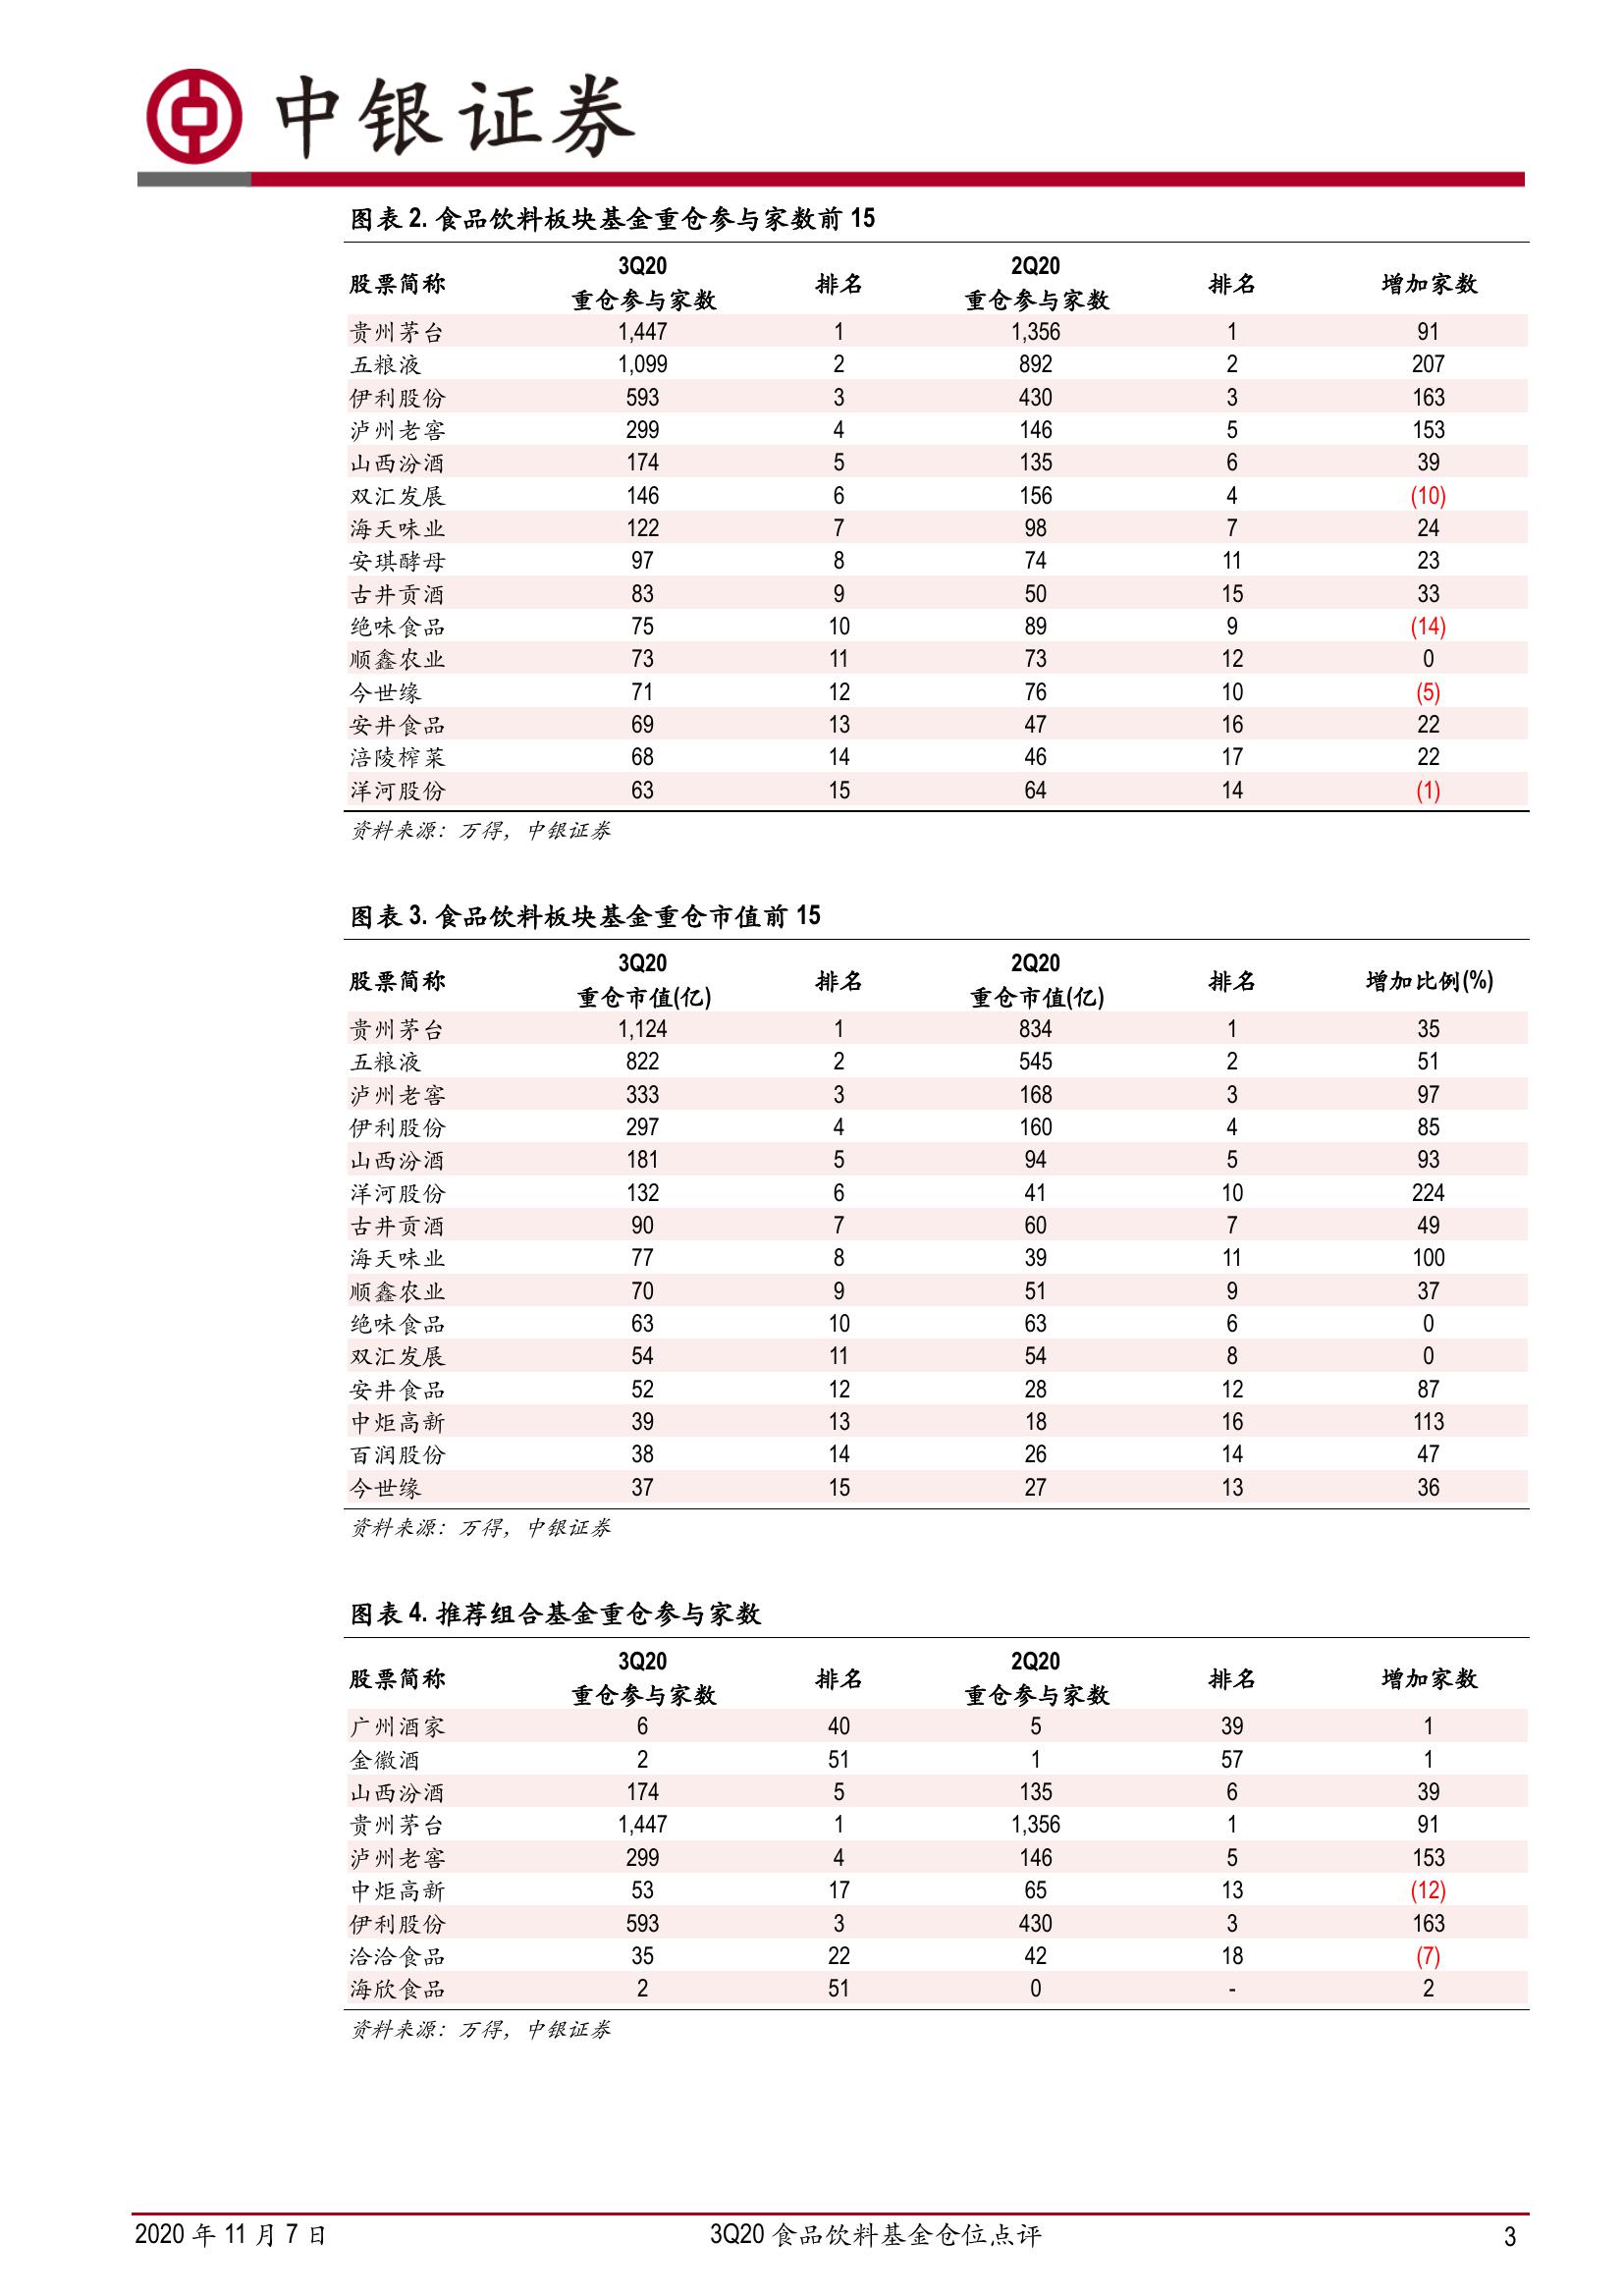 中银证券
图表 2. 食品饮料板块基金重仓参与家数前 15
股票简称 3Q20 重仓参与家数 排名 2Q20 重仓参与家数 排名 增加家数
贵州茅台 1,447 1 1,356 1 91
五粮液 1,099 2 892 2 207
伊利股份 593 3 430 3 163
泸州老窖 299 4 146 5 153
山西汾酒 174 5 135 6 39
双汇发展 146 6 156 4 (10)
海天味业 122 7 98 7 24
安琪酵母 97 8 74 11 23
古井贡酒 83 9 50 15 33
绝味食品 75 10 89 9 (14)
顺鑫农业 73 11 73 12 0
今世缘 71 12 76 10 (5)
安井食品 69 13 47 16 22
涪陵榨菜 68 14 46 17 22
洋河股份 63 15 64 14 (1)
资料来源：万得，中银证券
图表 3. 食品饮料板块基金重仓市值前 15
股票简称 3Q20 重仓市值(亿) 排名 2Q20 重仓市值(亿) 排名 增加比例(%)
贵州茅台 1,124 1 834 1 35
五粮液 822 2 545 2 51
泸州老窖 333 3 168 3 97
伊利股份 297 4 160 4 85
山西汾酒 181 5 94 5 93
洋河股份 132 6 41 10 224
古井贡酒 90 7 60 7 49
海天味业 77 8 39 11 100
顺鑫农业 70 9 51 9 37
绝味食品 63 10 63 6 0
双汇发展 54 11 54 8 0
安井食品 52 12 28 12 87
中炬高新 39 13 18 16 113
百润股份 38 14 26 14 47
今世缘 37 15 27 13 36
资料来源：万得，中银证券
图表 4. 推荐组合基金重仓参与家数
股票简称 3Q20 重仓参与家数 排名 2Q20 重仓参与家数 排名 增加家数
广州酒家 6 40 5 39 1
金徽酒 2 51 1 57 1
山西汾酒 174 5 135 6 39
贵州茅台 1,447 1 1,356 1 91
泸州老窖 299 4 146 5 153
中炬高新 53 17 65 13 (12)
伊利股份 593 3 430 3 163
洽洽食品 35 22 42 18 (7)
海欣食品 2 51 0 - 2
资料来源：万得，中银证券
2020 年 11 月 7 日 3Q20 食品饮料基金仓位点评 3